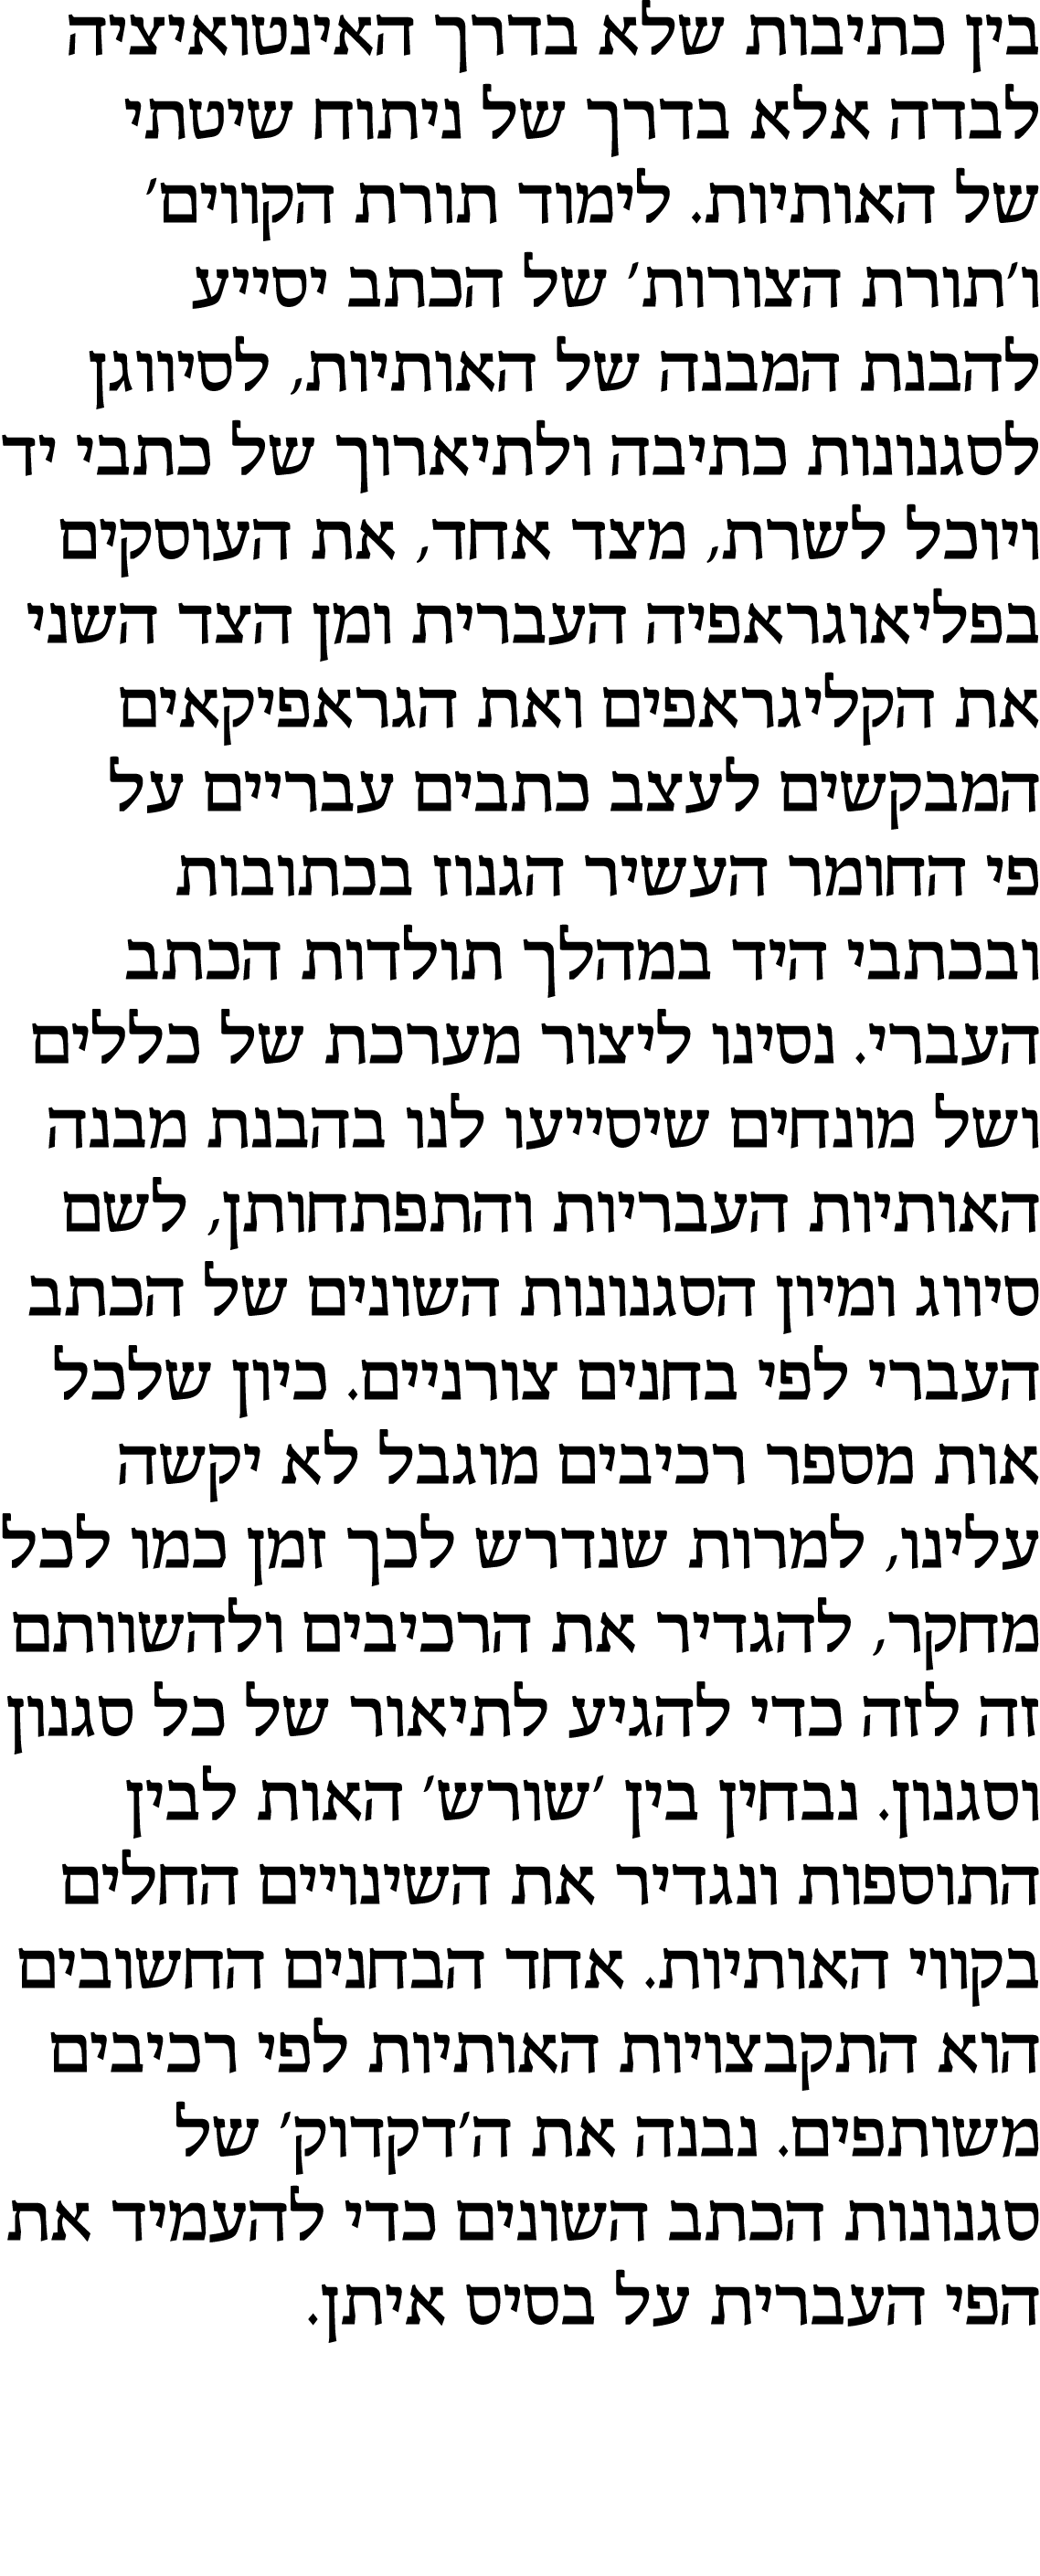 בין כתיבות שלא בדרך האינטואיציה
לבדה אלא בדרך של ניתוח שיטתי
של האותיות. לימוד תורת הקווים׳
ו׳תורת הצורות׳ של הכתב יסייע
להבנת המבנה של האותיות, לסיווגן
לסגנונות כתיבה ולתיארוך של כתבי יד
ויוכל לשרת, מצד אחד, את העוסקים
בפליאוגראפיה העברית ומן הצד השני
את הקליגראפים ואת הגראפיקאים
המבקשים לעצב כתבים עבריים על
פי החומר העשיר הגנוז בכתובות
ובכתבי היד במהלך תולדות הכתב
העברי. נסינו ליצור מערכת של כללים
ושל מונחים שיסייעו לנו בהבנת מבנה
האותיות העבריות והתפתחותן, לשם
סיווג ומיון הסגנונות השונים של הכתב
העברי לפי בחנים צורניים. כיון שלכל
אות מספר רכיבים מוגבל לא יקשה
עלינו, למרות שנדרש לכך זמן כמו לכל
מחקר, להגדיר את הרכיבים ולהשוותם
זה לזה כדי להגיע לתיאור של כל סגנון
וסגנון. נבחין בין ׳שורש׳ האות לבין
התוספות ונגדיר את השינויים החלים
בקווי האותיות. אחד הבחנים החשובים
הוא התקבצויות האותיות לפי רכיבים
משותפים. נבנה את ה׳דקדוק׳ של
סגנונות הכתב השונים כדי להעמיד את
הפי העברית על בסיס איתן.